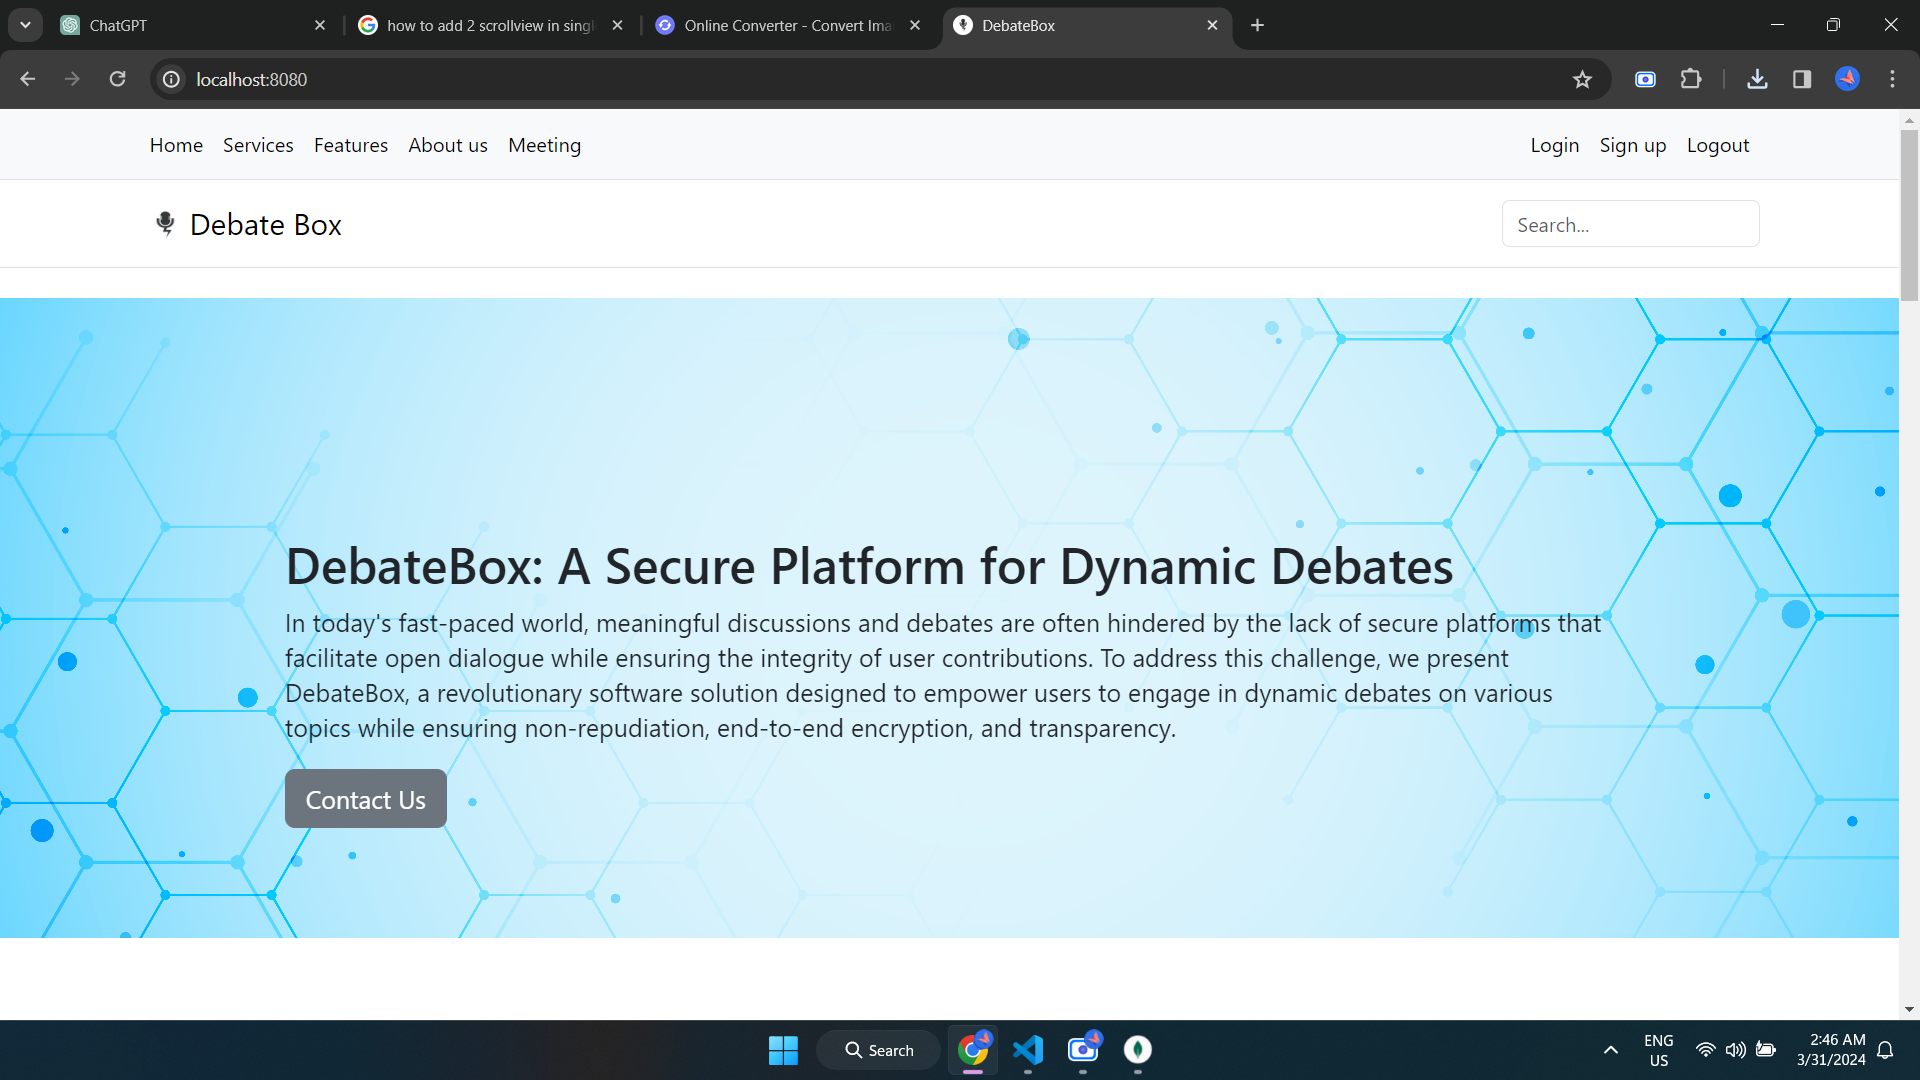 ChatGPT
how to add 2 scrollview in singl
Online Converter - Convert Ima
DebateBox
localhost:8080
Home Services Features About us Meeting
Login Sign up Logout
Debate Box
Search...
DebateBox: A Secure Platform for Dynamic Debates
In today's fast-paced world, meaningful discussions and debates are often hindered by the lack of secure platforms that
facilitate open dialogue while ensuring the integrity of user contributions. To address this challenge, we present
DebateBox, a revolutionary software solution designed to empower users to engage in dynamic debates on various
topics while ensuring non-repudiation, end-to-end encryption, and transparency.
Contact Us
Search
ENG
US
2:46 AM
3/31/2024